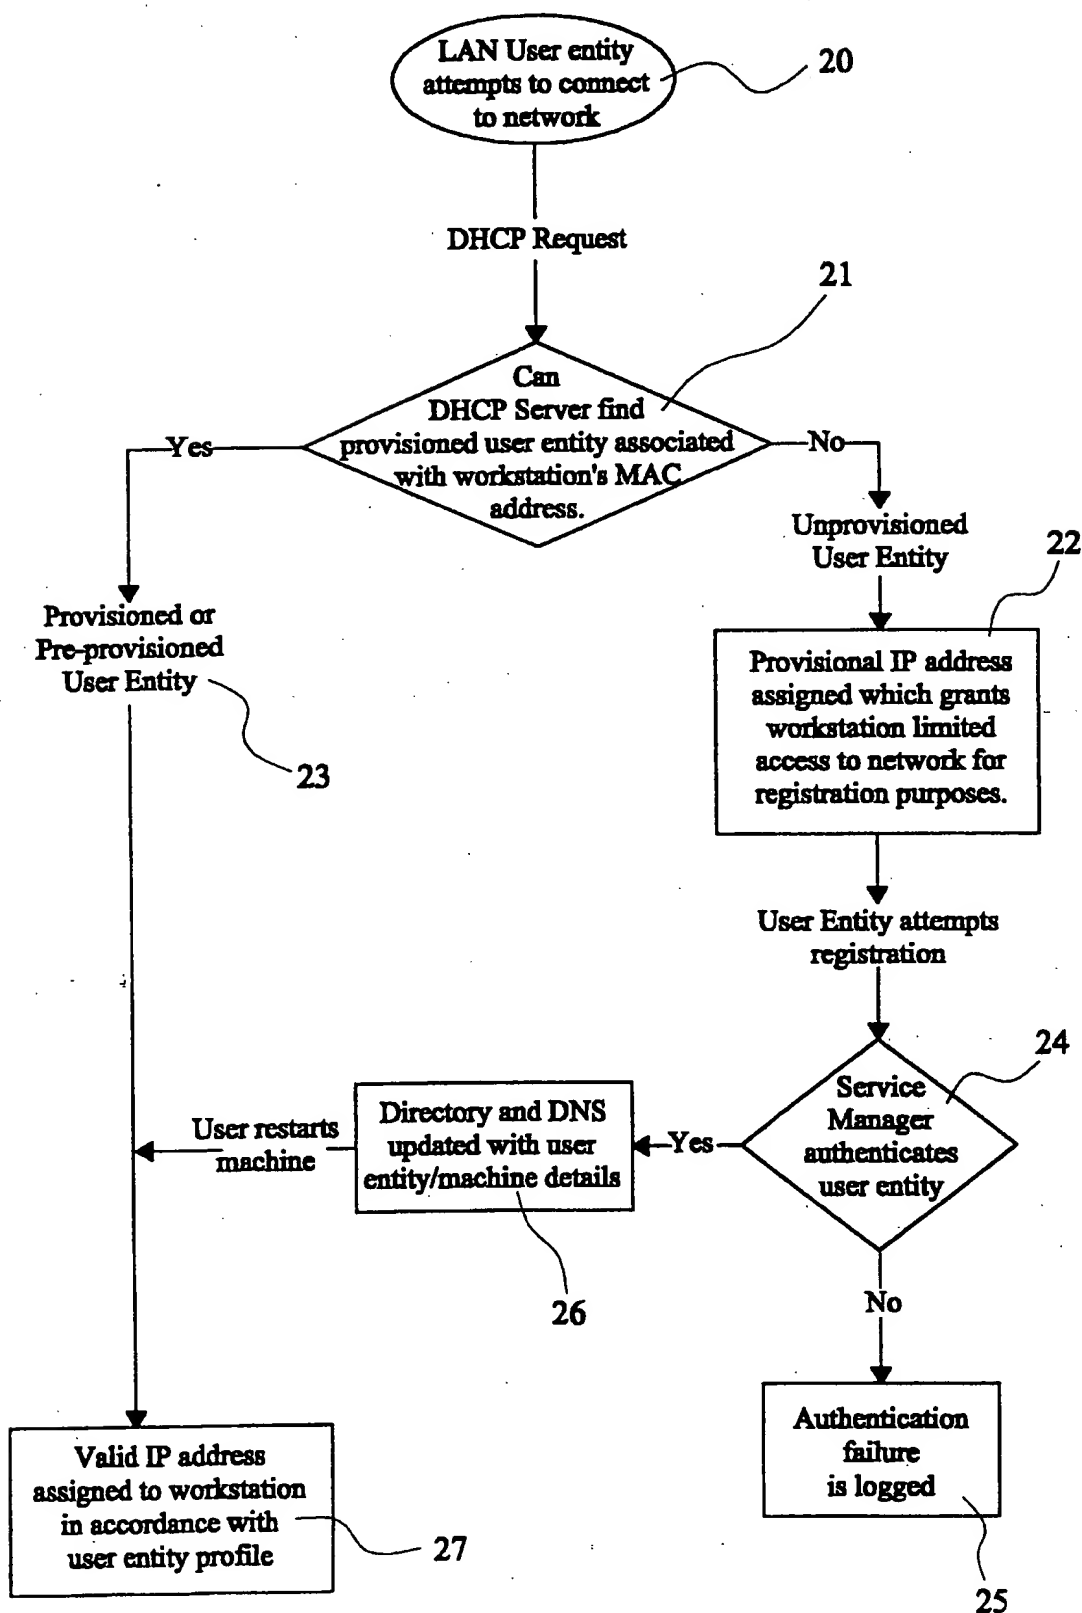 LAN User entity
attempts to connect
to network
20
DHCP Request
21
Can
DHCP Server find
provisioned user entity associated
with workstation's MAC
address.
Yes
No
Unprovisioned
User Entity
22
Provisioned or
Pre-provisioned
User Entity
23
Provisional IP address
assigned which grants
workstation limited
access to network for
registration purposes.
User Entity attempts
registration
24
Service
Manager
authenticates
user entity
Yes
Directory and DNS
updated with user
entity/machine details
26
User restarts
machine
No
Authentication
failure
is logged
25
Valid IP address
assigned to workstation
in accordance with
user entity profile
27